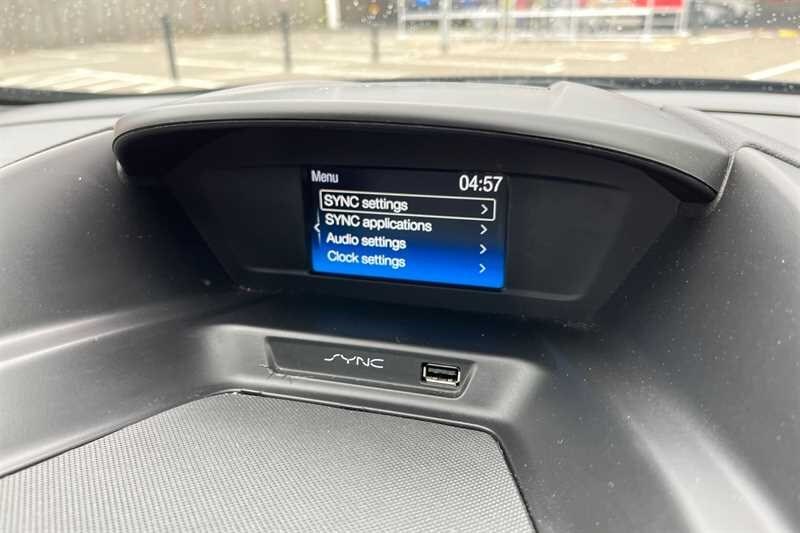 Menu 04:57
SYNC settings
SYNC applications
Audio settings
Clock settings
SYNC